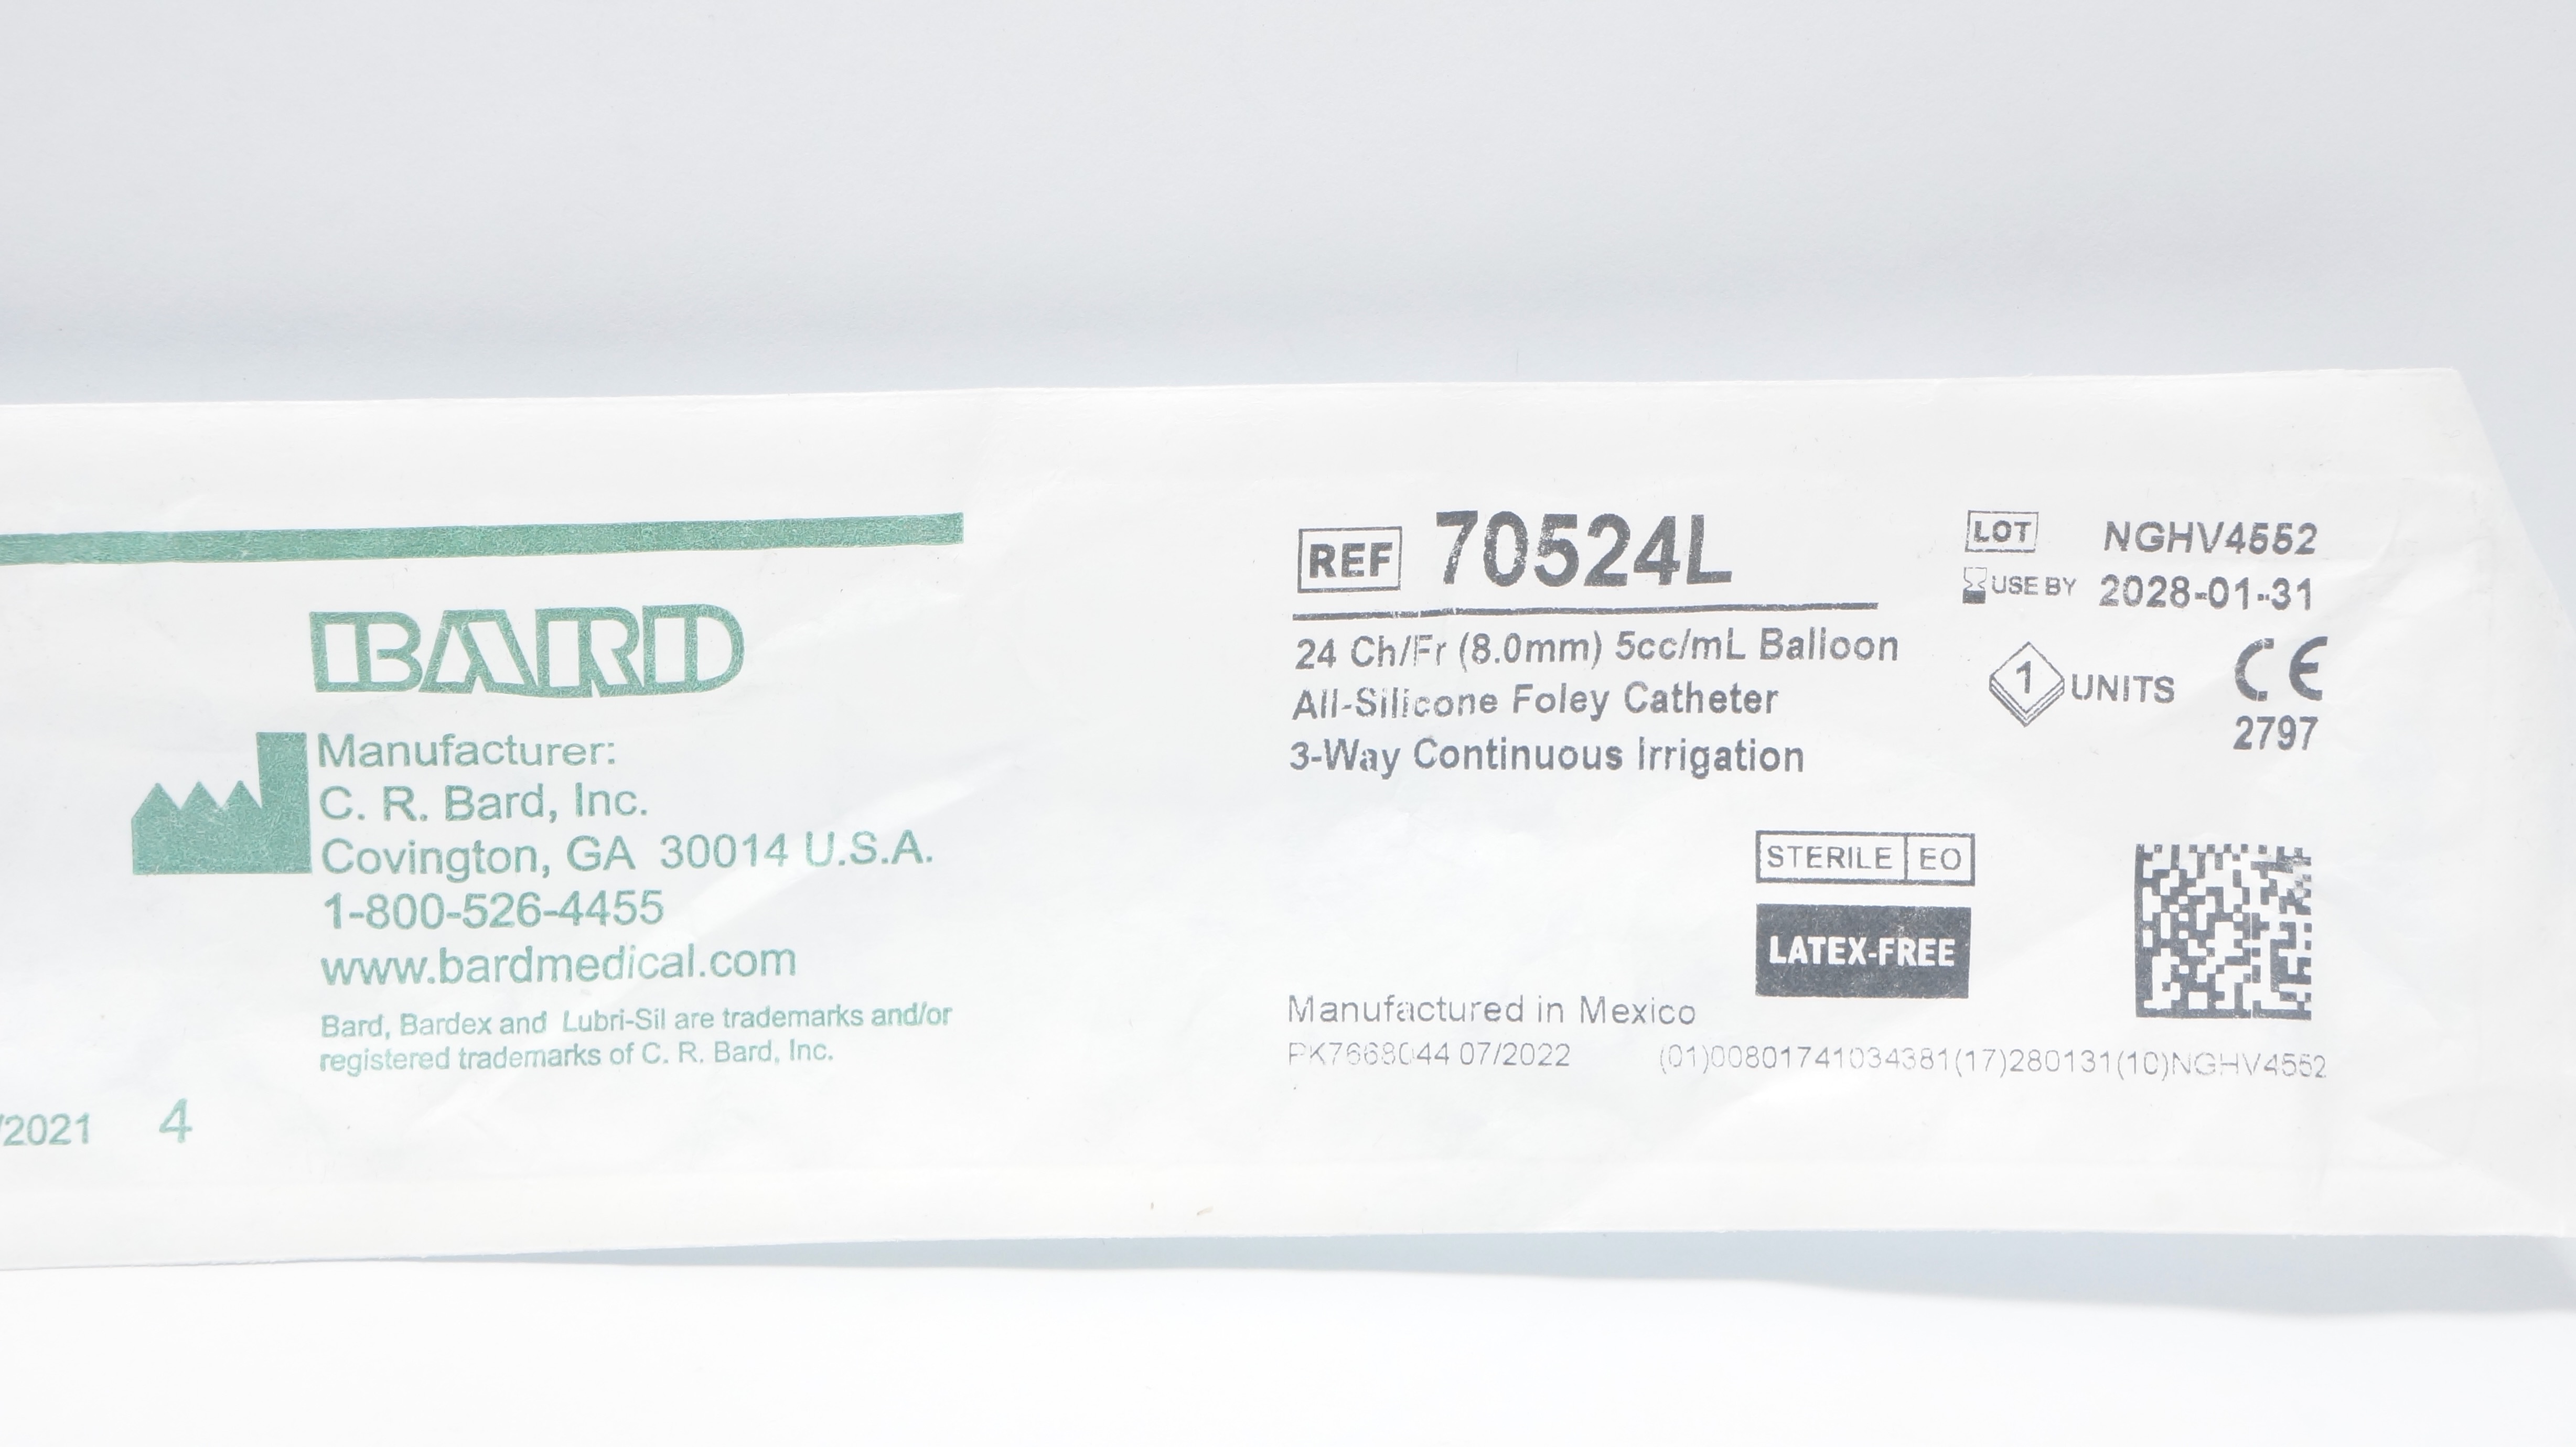 BARD
Manufacturer:
C. R. Bard, Inc.
Covington, GA 30014 U.S.A.
1-800-526-4455
www.bardmedical.com
Bard, Bardex and Lubri-Sil are trademarks and/or
registered trademarks of C. R. Bard, Inc.
/2021 4
REF 70524L
24 Ch/Fr (8.0mm) 5cc/mL Balloon
All-Silicone Foley Catheter
3-Way Continuous Irrigation
LOT NGHV4552
USE BY 2028-01-31
1 UNITS
CE
2797
STERILE EO
LATEX-FREE
Manufactured in Mexico
PK7668044 07/2022
(01)00801741034381(17)280131(10)NGHV4552